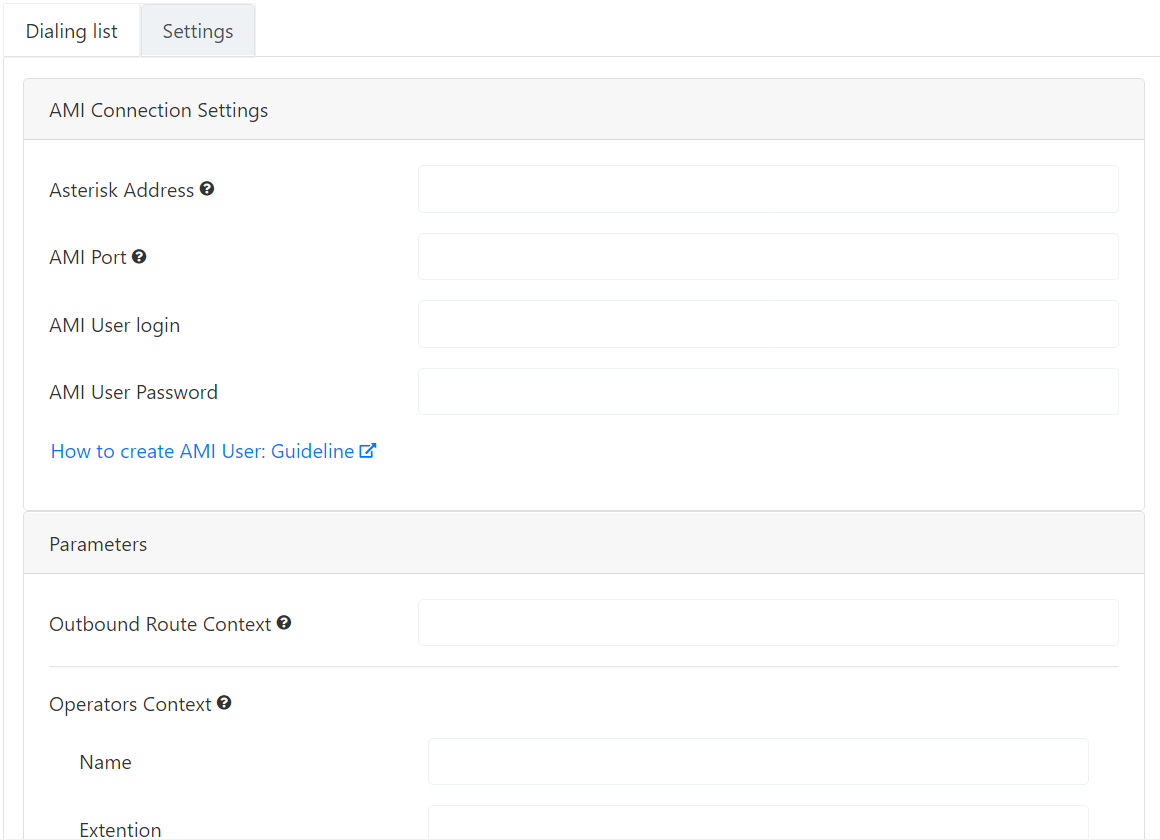 Dialing list
Settings
AMI Connection Settings
Asterisk Address
AMI Port
AMI User login
AMI User Password
How to create AMI User: Guideline
Parameters
Outbound Route Context
Operators Context
Name
Extention